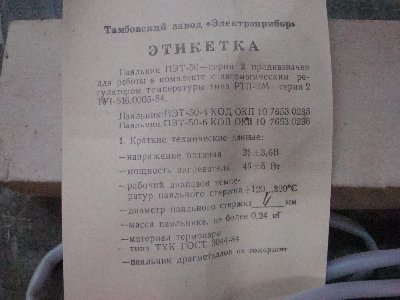 Тамбовский завод «Электроприбор»
ЭТИКЕТКА
Паяльник ПЭТ-50—серии 2 предназначен
для работы в комплекте с автоматическим ре-
гулятором температуры типа РТП-2М серии 2
ТУ1-546.0003-84.
Паяльник ПЭТ-50-4 КОД ОКП 10 7653 0235
Паяльник ПЭТ-50-6 КОД ОКП 10 7653 0236
1. Краткие технические данные:
—напряжение питания 36 ±3,6В
—мощность нагревателя 45 ±5 Вт
—рабочий диапазон темпе-
ратур паяльного стержня +120...320°С
—диаметр паяльного стержня 6 мм
—масса паяльника, не более 0,24 кг
—материал термопары
типа ТХК ГОСТ 3044-84
—паяльник драгметаллов не содержит